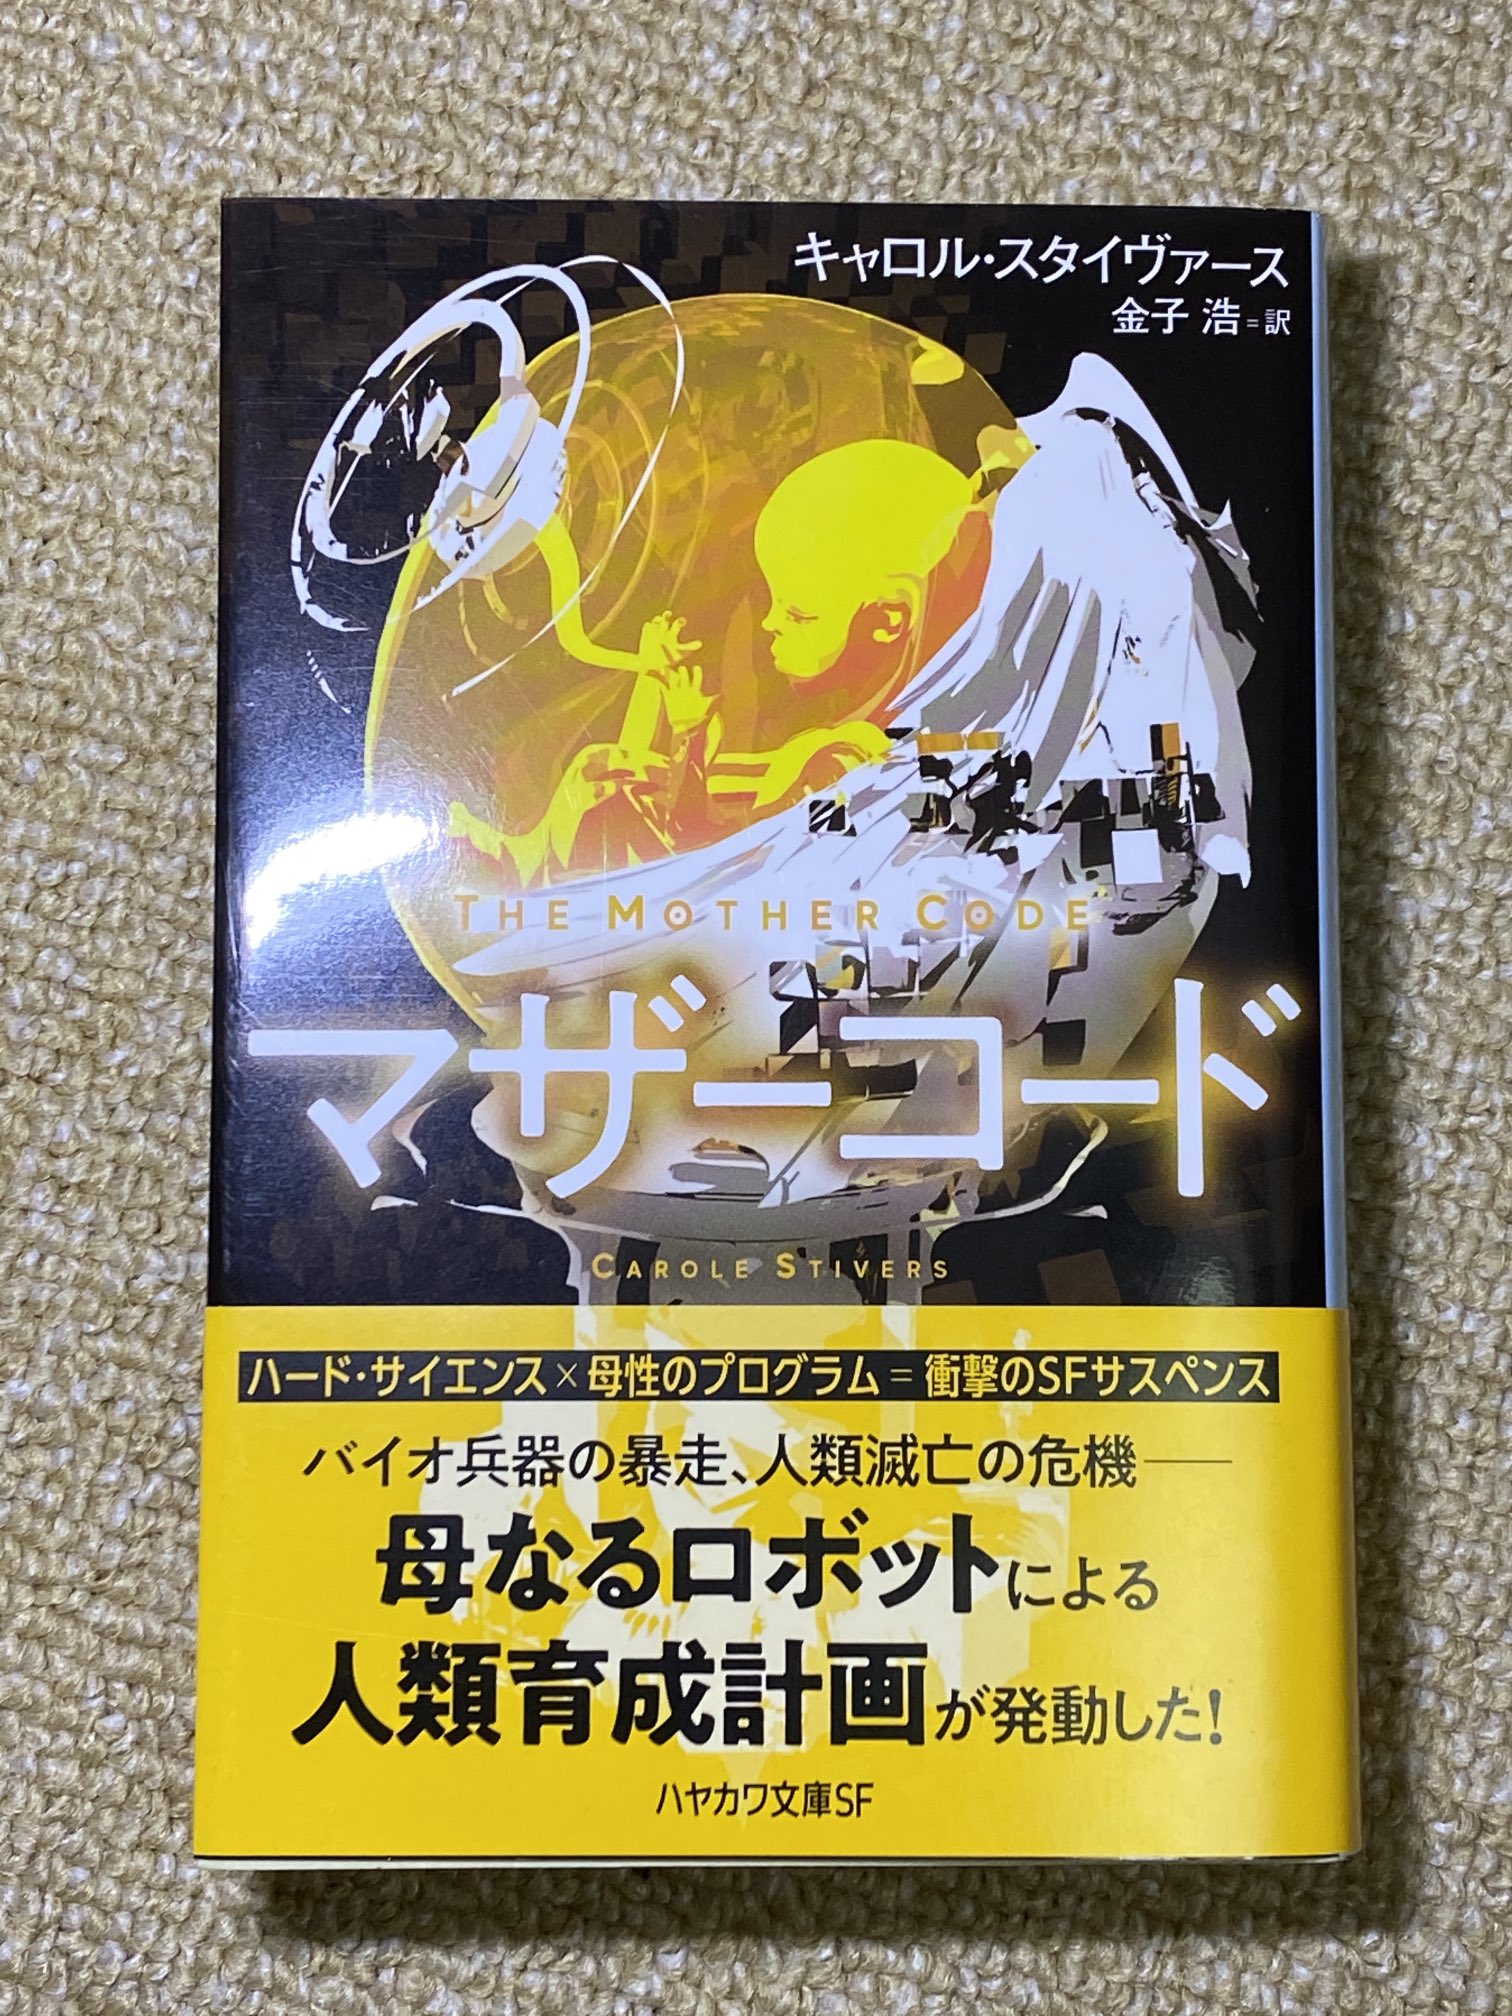 キャロル・スタイヴァース
金子 浩=訳
THE MOTHER CODE
マザーコード
CAROLE STIVERS
ハード・サイエンス×母性のプログラム=衝撃のSFサスペンス
バイオ兵器の暴走、人類滅亡の危機──
母なるロボットによる
人類育成計画が発動した!
ハヤカワ文庫SF